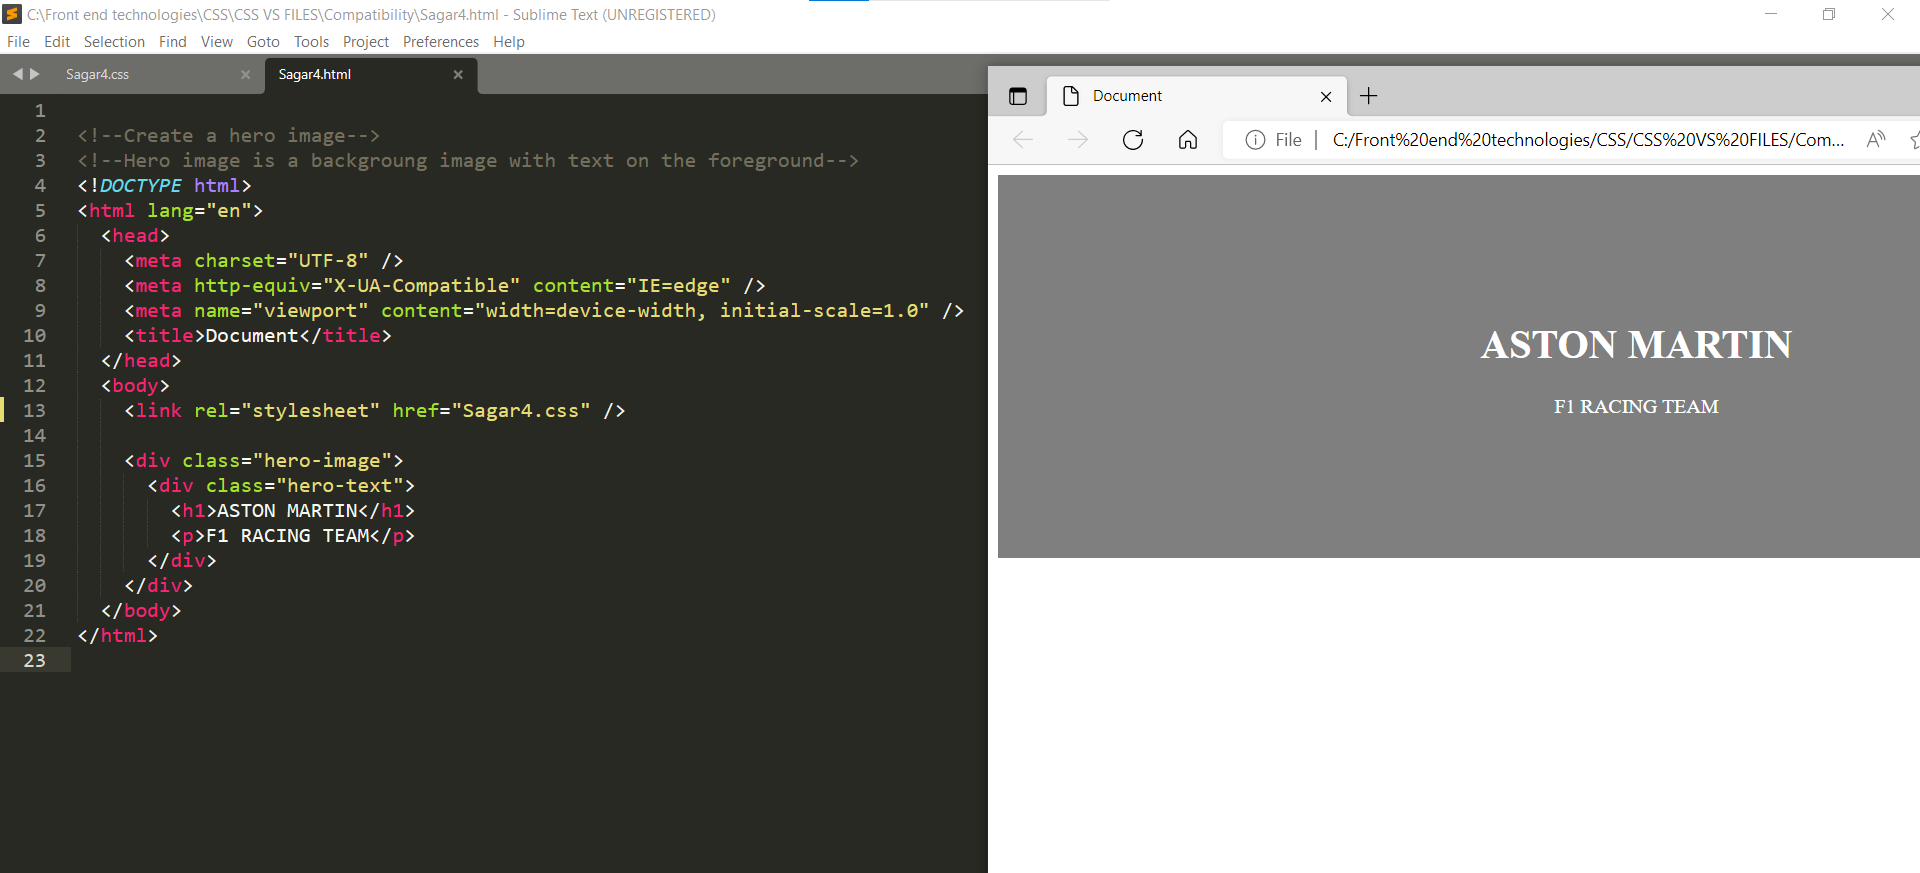 C:\Front end technologies\CSS\CSS VS FILES\Compatibility\Sagar4.html - Sublime Text (UNREGISTERED)
File Edit Selection Find View Goto Tools Project Preferences Help
Sagar4.css Sagar4.html
1
2 <!--Create a hero image-->
3 <!--Hero image is a backgroung image with text on the foreground-->
4 <!DOCTYPE html>
5 <html lang="en">
6 <head>
7 <meta charset="UTF-8" />
8 <meta http-equiv="X-UA-Compatible" content="IE=edge" />
9 <meta name="viewport" content="width=device-width, initial-scale=1.0" />
10 <title>Document</title>
11 </head>
12 <body>
13 <link rel="stylesheet" href="Sagar4.css" />
14
15 <div class="hero-image">
16 <div class="hero-text">
17 <h1>ASTON MARTIN</h1>
18 <p>F1 RACING TEAM</p>
19 </div>
20 </div>
21 </body>
22 </html>
23
Document
File C:/Front%20end%20technologies/CSS/CSS%20VS%20FILES/Com...
ASTON MARTIN
F1 RACING TEAM